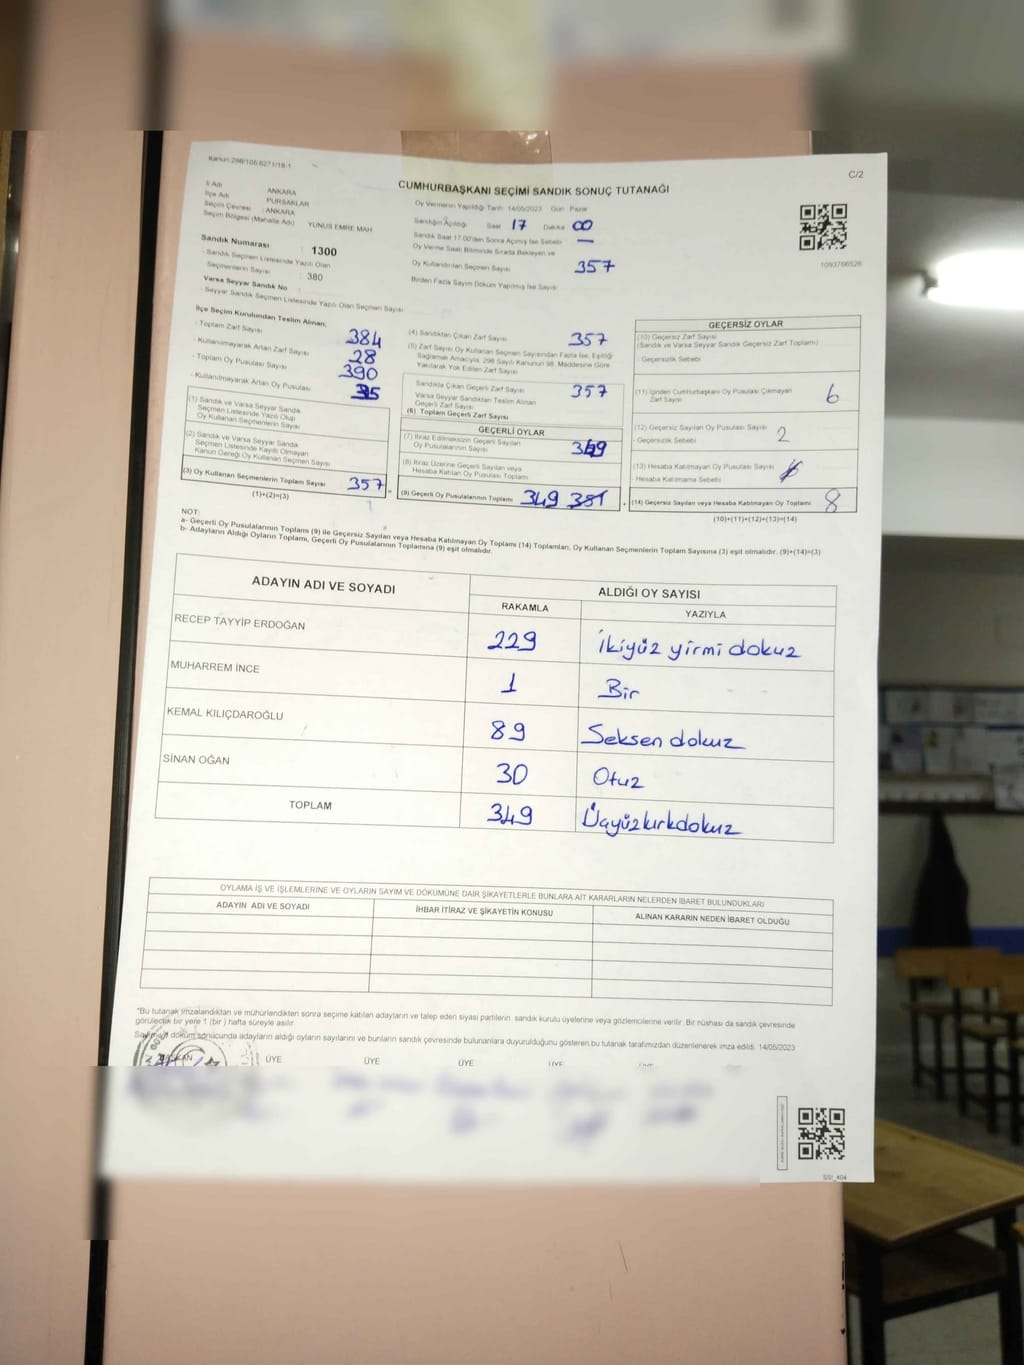 Kanun:298/105,6271/18-1
C/2
CUMHURBAŞKANI SEÇİMİ SANDIK SONUÇ TUTANAĞI
İl Adı : ANKARA
İlçe Adı : PURSAKLAR
Seçim Çevresi : ANKARA
Seçim Bölgesi (Mahalle Adı) YUNUS EMRE MAH
Oy Vermenin Yapıldığı Tarih: 14/05/2023 Gün: Pazar
Sandığın Açıldığı Saat 17 Dakika 00
Sandık Saat 17.00'den Sonra Açmış İse Sebebi —
Oy Verme Saati Bitiminde Sırada Bekleyen ve
Oy Kullandırılan Seçmen Sayısı 357
Birden Fazla Sayım Döküm Yapılmış İse Sayısı
1093766526
Sandık Numarası : 1300
- Sandık Seçmen Listesinde Yazılı Olan
Seçmenlerin Sayısı : 380
Varsa Seyyar Sandık No
- Seyyar Sandık Seçmen Listesinde Yazılı Olan Seçmen Sayısı
İlçe Seçim Kurulundan Teslim Alınan;
- Toplam Zarf Sayısı 384
- Kullanılmayarak Artan Zarf Sayısı 28
- Toplam Oy Pusulası Sayısı 390
- Kullanılmayarak Artan Oy Pusulası 35
(1) Sandık ve Varsa Seyyar Sandık
Seçmen Listesinde Yazılı Olup
Oy Kullanan Seçmenlerin Sayısı
(2) Sandık ve Varsa Seyyar Sandık
Seçmen Listesinde Kayıtlı Olmayan
Kanun Gereği Oy Kullanan Seçmen Sayısı
(3) Oy Kullanan Seçmenlerin Toplam Sayısı 357
(1)+(2)=(3)
(4) Sandıktan Çıkan Zarf Sayısı 357
(5) Zarf Sayısı Oy Kullanan Seçmen Sayısından Fazla İse, Eşitliği
Sağlamak Amacıyla, 298 Sayılı Kanunun 98. Maddesine Göre
Yakılarak Yok Edilen Zarf Sayısı
Sandıkta Çıkan Geçerli Zarf Sayısı 357
Varsa Seyyar Sandıktan Teslim Alınan
Geçerli Zarf Sayısı
(6) Toplam Geçerli Zarf Sayısı
GEÇERLİ OYLAR
(7) İtiraz Edilmeksizin Geçerli Sayılan
Oy Pusulalarının Sayısı 349
(8) İtiraz Üzerine Geçerli Sayılan veya
Hesaba Katılan Oy Pusulası Toplamı
(9) Geçerli Oy Pusulalarının Toplamı 349
GEÇERSİZ OYLAR
(10) Geçersiz Zarf Sayısı
(Sandık ve Varsa Seyyar Sandık Geçersiz Zarf Toplamı)
- Geçersizlik Sebebi
(11) İçinden Cumhurbaşkanı Oy Pusulası Çıkmayan
Zarf Sayısı 6
(12) Geçersiz Sayılan Oy Pusulası Sayısı 2
- Geçersizlik Sebebi
(13) Hesaba Katılmayan Oy Pusulası Sayısı
- Hesaba Katılmama Sebebi
(14) Geçersiz Sayılan veya Hesaba Katılmayan Oy Toplamı 8
(10)+(11)+(12)+(13)=(14)
NOT:
a- Geçerli Oy Pusulalarının Toplamı (9) ile Geçersiz Sayılan veya Hesaba Katılmayan Oy Toplamı (14) Toplamları, Oy Kullanan Seçmenlerin Toplam Sayısına (3) eşit olmalıdır. (9)+(14)=(3)
b- Adayların Aldığı Oyların Toplamı, Geçerli Oy Pusulalarının Toplamına (9) eşit olmalıdır.
ADAYIN ADI VE SOYADI ALDIĞI OY SAYISI
RAKAMLA YAZIYLA
RECEP TAYYİP ERDOĞAN 229 İkiyüz yirmi dokuz
MUHARREM İNCE 1 Bir
KEMAL KILIÇDAROĞLU 89 Seksen dokuz
SİNAN OĞAN 30 Otuz
TOPLAM 349 Üçyüzkırkdokuz
OYLAMA İŞ VE İŞLEMLERİNE VE OYLARIN SAYIM VE DÖKÜMÜNE DAİR ŞİKAYETLERLE BUNLARA AİT KARARLARIN NELERDEN İBARET BULUNDUKLARI
ADAYIN ADI VE SOYADI İHBAR İTİRAZ VE ŞİKAYETİN KONUSU ALINAN KARARIN NEDEN İBARET OLDUĞU
*Bu tutanak imzalandıktan ve mühürlendikten sonra seçime katılan adayların ve talep eden siyasi partilerin, sandık kurulu üyelerine veya gözlemcilerine verilir. Bir nüshası da sandık çevresinde
görülecek bir yere 1 (bir) hafta süreyle asılır.
Sayım ve döküm sonucunda adayların aldığı oyların sayılarını ve bunların sandık çevresinde bulunanlara duyurulduğunu gösteren bu tutanak tarafımızdan düzenlenerek imza edildi. 14/05/2023
BAŞKAN ÜYE ÜYE ÜYE ÜYE ÜYE
SSI_404